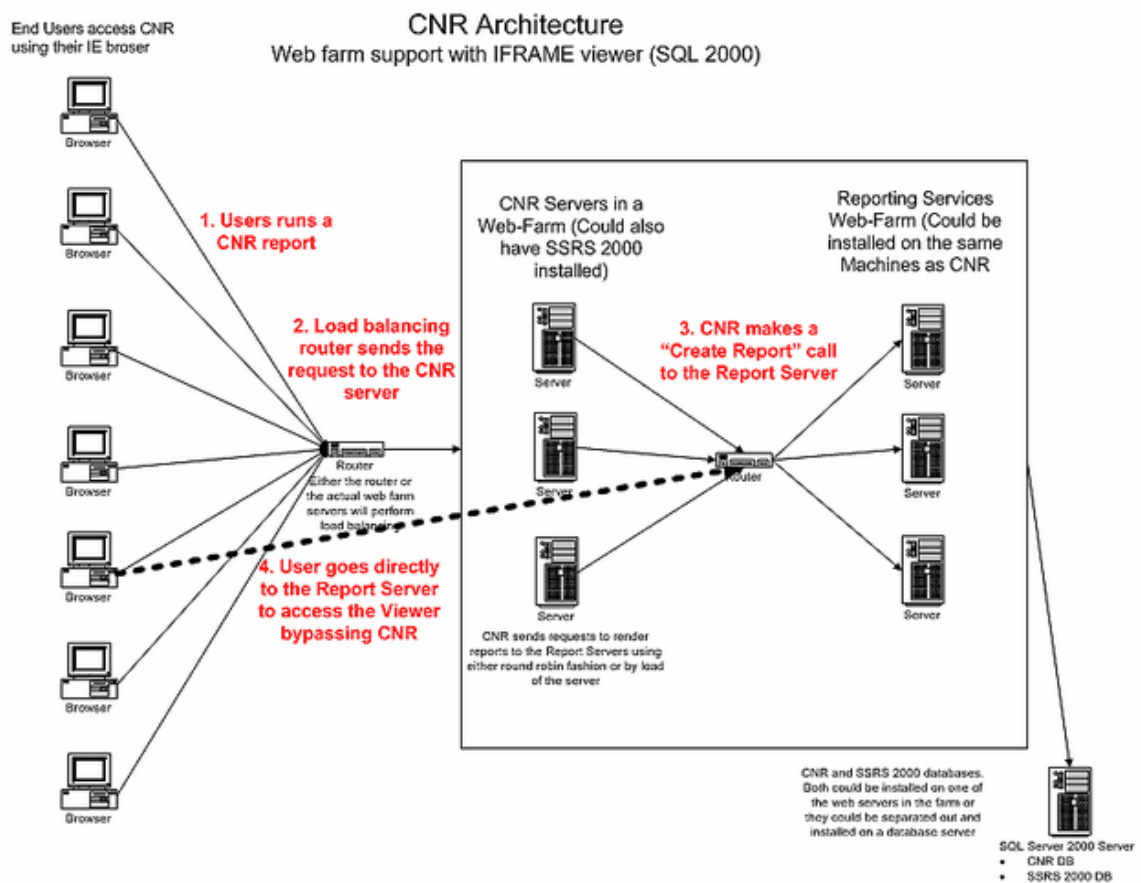 End Users access CNR
using their IE broser
CNR Architecture
Web farm support with IFRAME viewer (SQL 2000)
Browser
Browser
Browser
Browser
Browser
Browser
Browser
1. Users runs a
CNR report
2. Load balancing
router sends the
request to the CNR
server
Router
Either the router or
the actual web farm
servers will perform
load balancing
4. User goes directly
to the Report Server
to access the Viewer
bypassing CNR
CNR Servers in a
Web-Farm (Could also
have SSRS 2000
installed)
Server
Server
Server
CNR sends requests to render
reports to the Report Servers using
either round robin fashion or by load
of the server
3. CNR makes a
“Create Report” call
to the Report Server
Router
Reporting Services
Web-Farm (Could be
installed on the same
Machines as CNR
Server
Server
Server
CNR and SSRS 2000 databases.
Both could be installed on one of
the web servers in the farm or
they could be separated out and
installed on a database server
SQL Server 2000 Server
• CNR DB
• SSRS 2000 DB